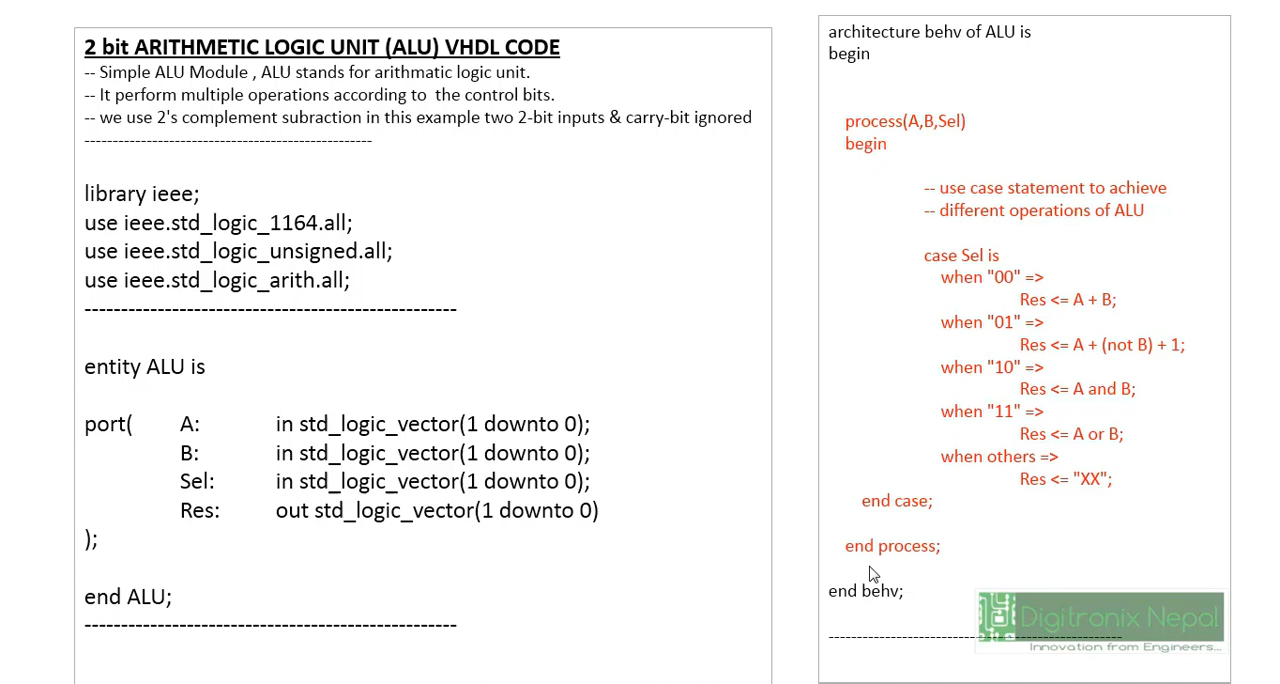 2 bit ARITHMETIC LOGIC UNIT (ALU) VHDL CODE
-- Simple ALU Module , ALU stands for arithmatic logic unit.
-- It perform multiple operations according to  the control bits.
-- we use 2's complement subraction in this example two 2-bit inputs & carry-bit ignored
---------------------------------------------------
library ieee;
use ieee.std_logic_1164.all;
use ieee.std_logic_unsigned.all;
use ieee.std_logic_arith.all;
---------------------------------------------------
entity ALU is
port( A: in std_logic_vector(1 downto 0);
B: in std_logic_vector(1 downto 0);
Sel: in std_logic_vector(1 downto 0);
Res: out std_logic_vector(1 downto 0)
);
end ALU;
---------------------------------------------------
architecture behv of ALU is
begin
process(A,B,Sel)
begin
-- use case statement to achieve
-- different operations of ALU
case Sel is
when "00" =>
Res <= A + B;
when "01" =>
Res <= A + (not B) + 1;
when "10" =>
Res <= A and B;
when "11" =>
Res <= A or B;
when others =>
Res <= "XX";
end case;
end process;
end behv;
Digitronix Nepal
----------------------------------------------------
Innovation from Engineers...